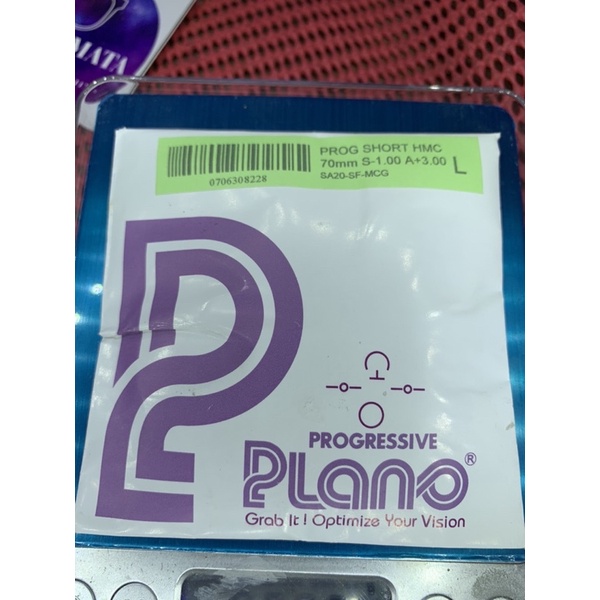 MATA
PROG SHORT HMC
70mm S-1.00 A+3.00 L
SA20-SF-MCG
0706308228
PROGRESSIVE
PLANO®
Grab It ! Optimize Your Vision